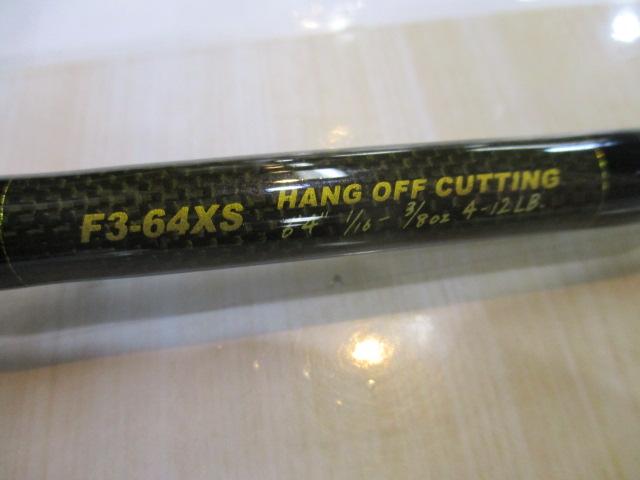 F3-64XS HANG OFF CUTTING
6'4" 1/16 - 3/8oz 4-12LB.